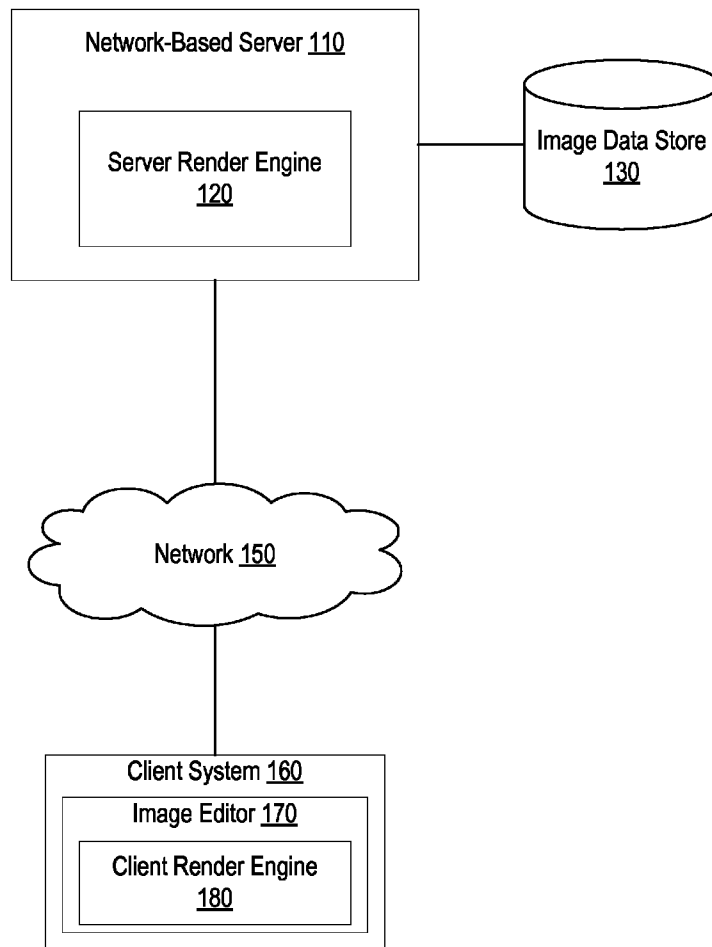 Network-Based Server 110
Server Render Engine
120
Image Data Store
130
Network 150
Client System 160
Image Editor 170
Client Render Engine
180